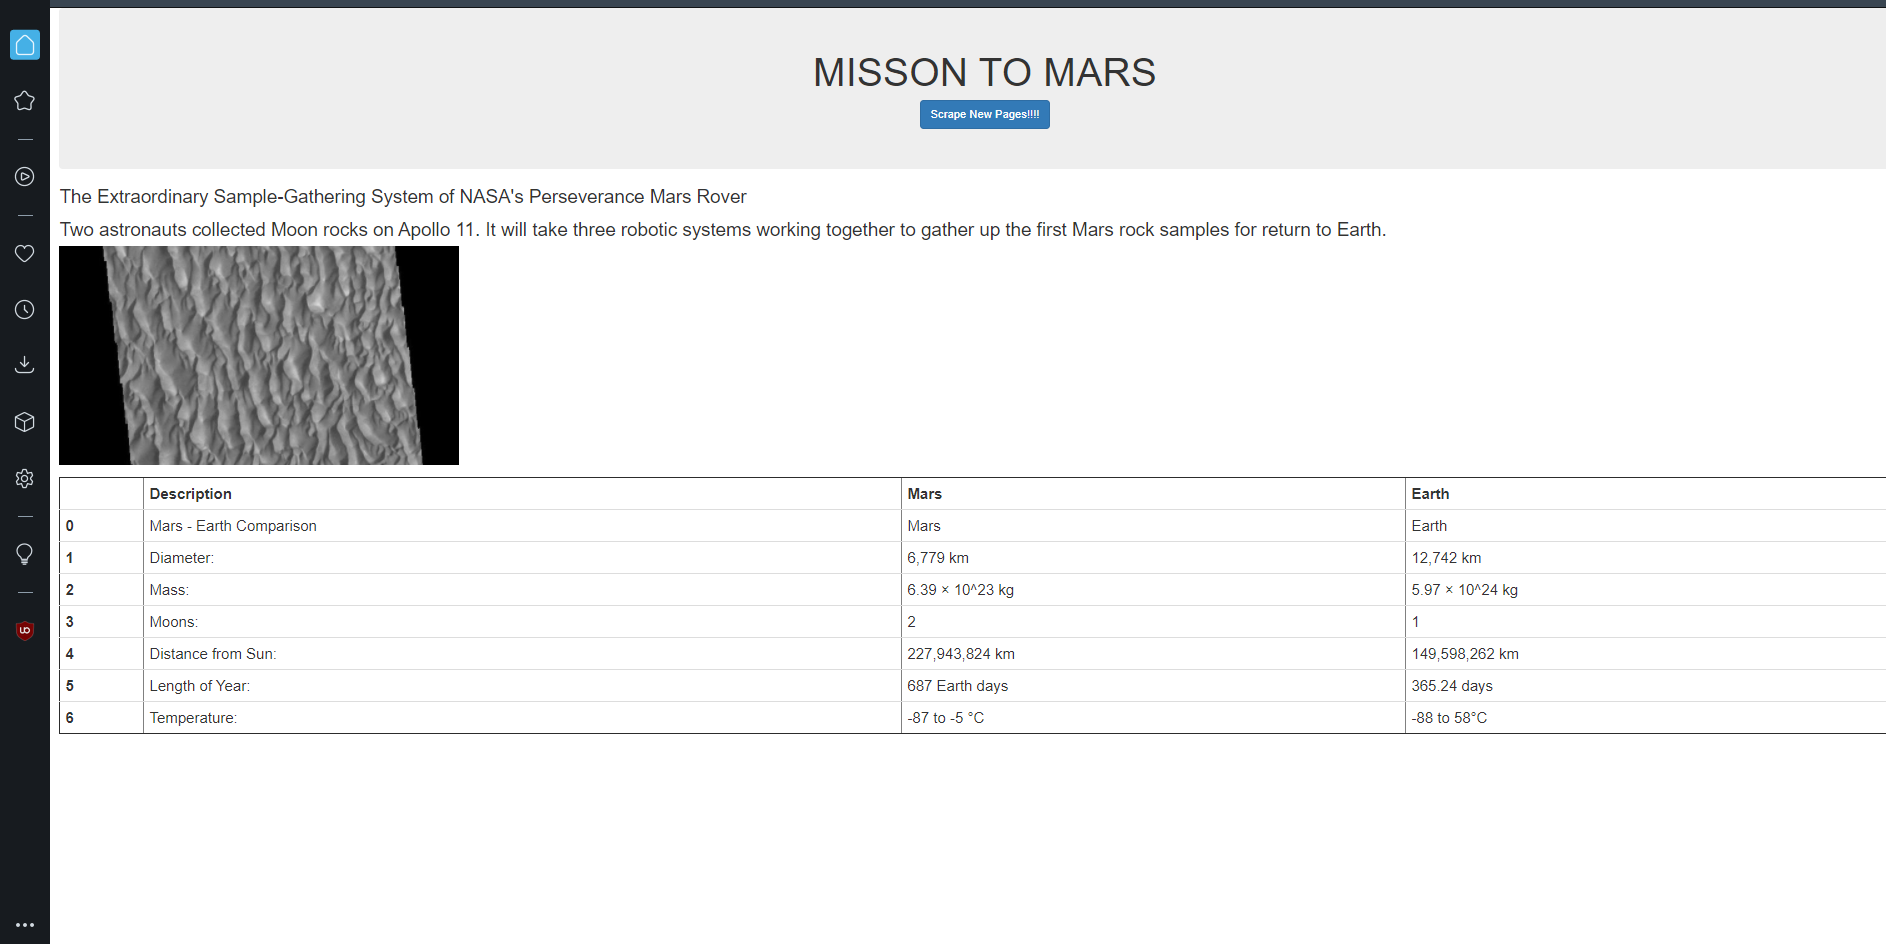 MISSON TO MARS
Scrape New Pages!!!!
The Extraordinary Sample-Gathering System of NASA's Perseverance Mars Rover
Two astronauts collected Moon rocks on Apollo 11. It will take three robotic systems working together to gather up the first Mars rock samples for return to Earth.
Description Mars Earth
0 Mars - Earth Comparison Mars Earth
1 Diameter: 6,779 km 12,742 km
2 Mass: 6.39 × 10^23 kg 5.97 × 10^24 kg
3 Moons: 2 1
4 Distance from Sun: 227,943,824 km 149,598,262 km
5 Length of Year: 687 Earth days 365.24 days
6 Temperature: -87 to -5 °C -88 to 58°C